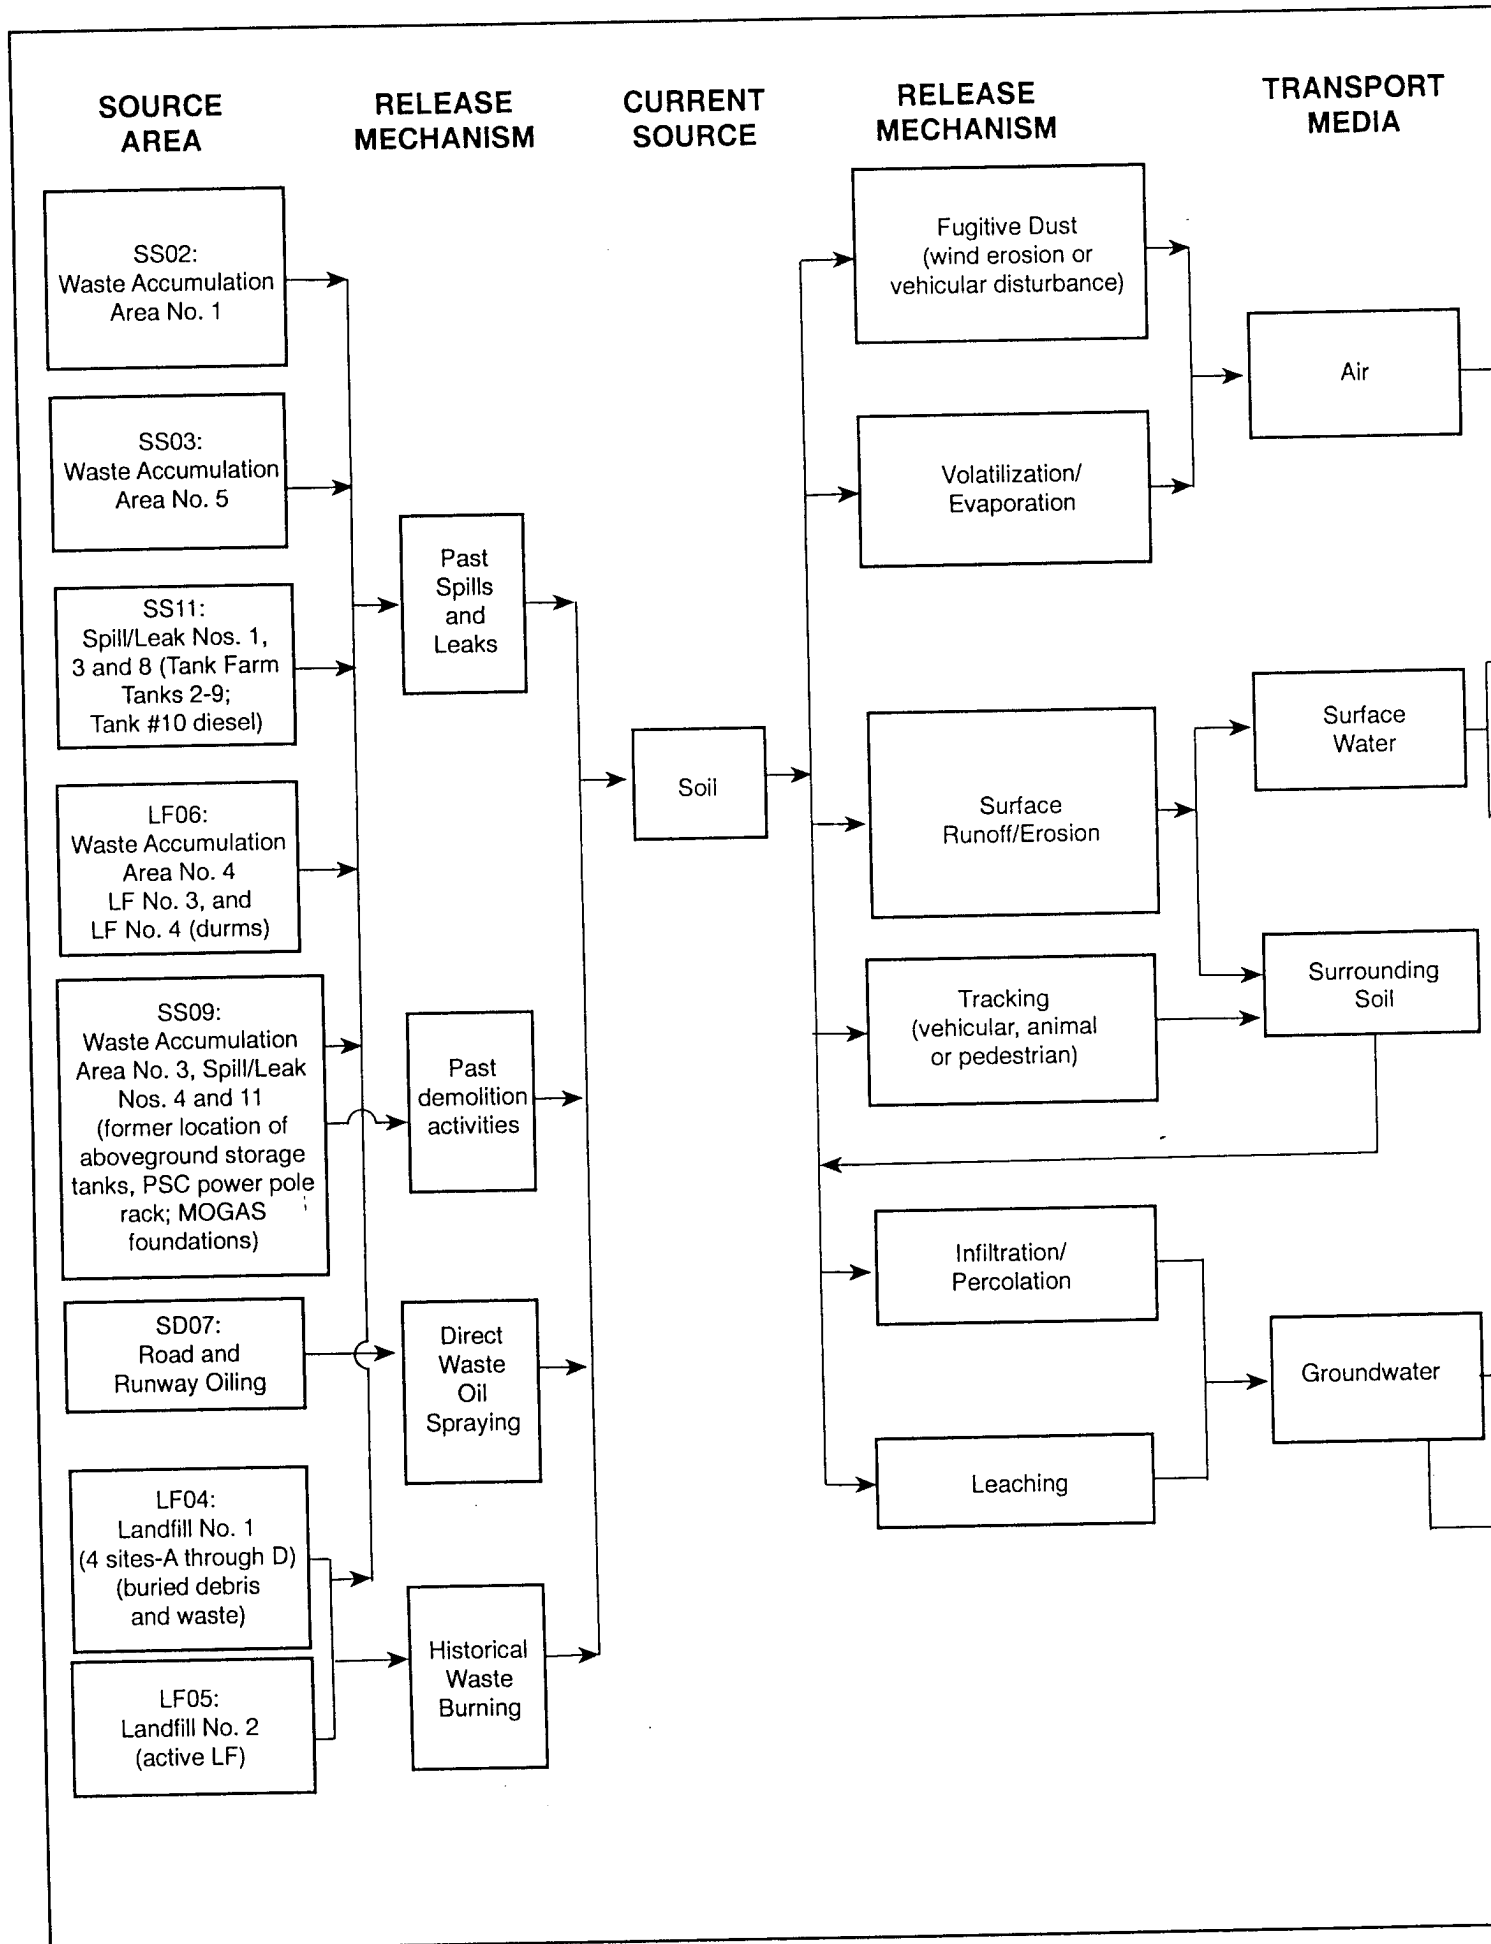 SOURCE
AREA
RELEASE
MECHANISM
CURRENT
SOURCE
RELEASE
MECHANISM
TRANSPORT
MEDIA
SS02:
Waste Accumulation
Area No. 1
SS03:
Waste Accumulation
Area No. 5
SS11:
Spill/Leak Nos. 1,
3 and 8 (Tank Farm
Tanks 2-9;
Tank #10 diesel)
LF06:
Waste Accumulation
Area No. 4
LF No. 3, and
LF No. 4 (durms)
SS09:
Waste Accumulation
Area No. 3, Spill/Leak
Nos. 4 and 11
(former location of
aboveground storage
tanks, PSC power pole
rack; MOGAS
foundations)
SD07:
Road and
Runway Oiling
LF04:
Landfill No. 1
(4 sites-A through D)
(buried debris
and waste)
LF05:
Landfill No. 2
(active LF)
Past
Spills
and
Leaks
Past
demolition
activities
Direct
Waste
Oil
Spraying
Historical
Waste
Burning
Soil
Fugitive Dust
(wind erosion or
vehicular disturbance)
Volatilization/
Evaporation
Surface
Runoff/Erosion
Tracking
(vehicular, animal
or pedestrian)
Infiltration/
Percolation
Leaching
Air
Surface
Water
Surrounding
Soil
Groundwater